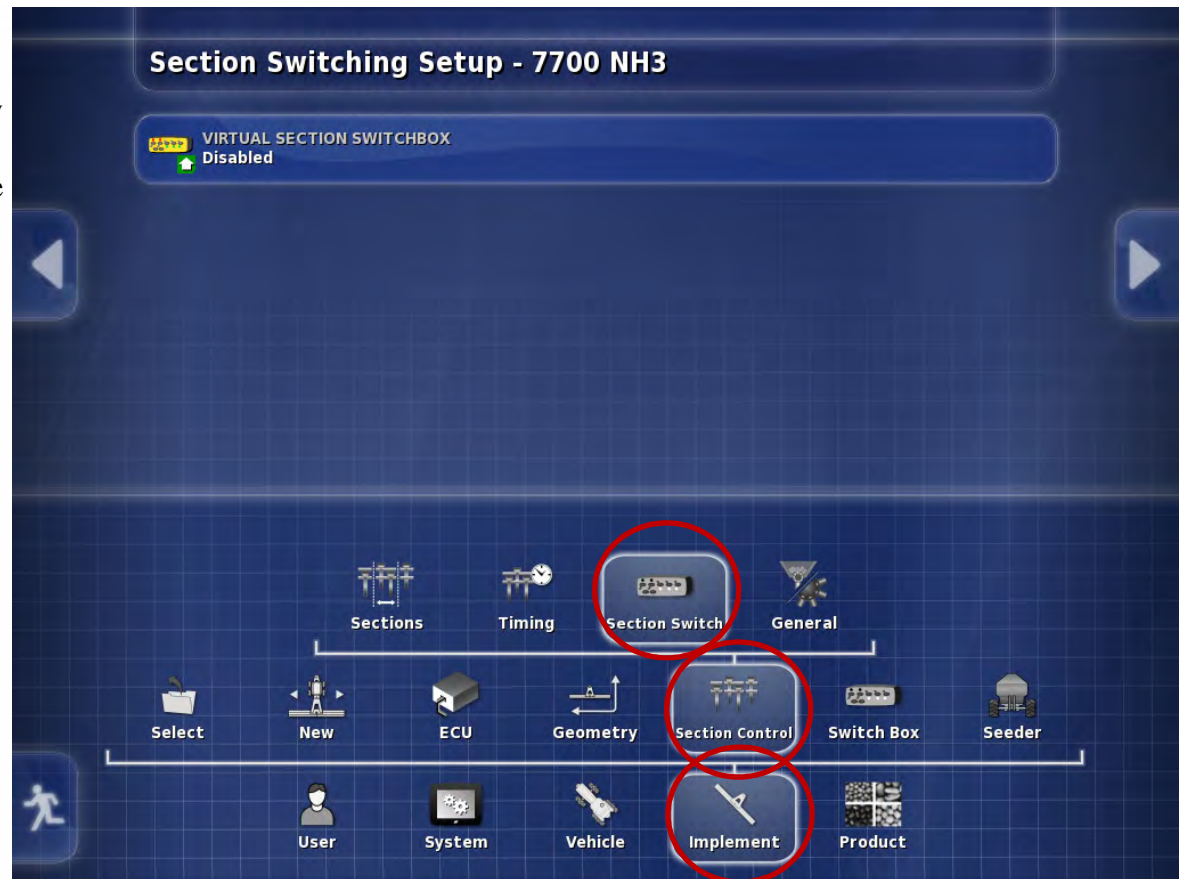 Section Switching Setup - 7700 NH3
VIRTUAL SECTION SWITCHBOX
Disabled
Sections
Timing
Section Switch
General
Select
New
ECU
Geometry
Section Control
Switch Box
Seeder
User
System
Vehicle
Implement
Product